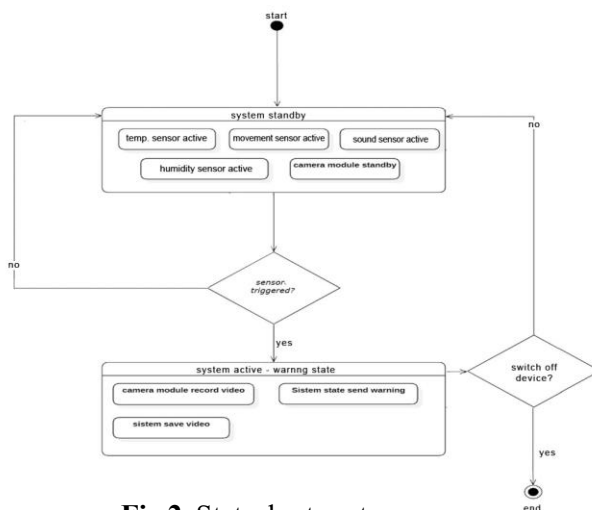 start
system standby
temp. sensor active
movement sensor active
sound sensor active
humidity sensor active
camera module standby
no
no
sensor
triggered?
yes
system active - warnng state
camera module record video
Sistem state send warning
sistem save video
switch off
device?
yes
end
Fig 2. State